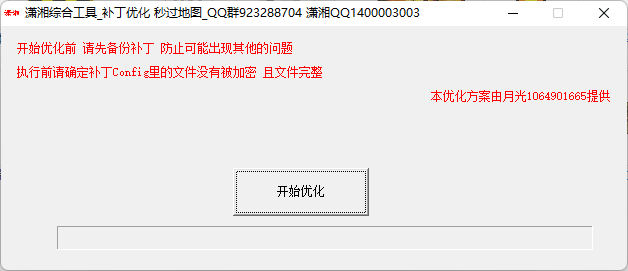 潇湘综合工具_补丁优化 秒过地图_QQ群923288704 潇湘QQ1400003003
开始优化前 请先备份补丁 防止可能出现其他的问题
执行前请确定补丁Config里的文件没有被加密 且文件完整
本优化方案由月光1064901665提供
开始优化